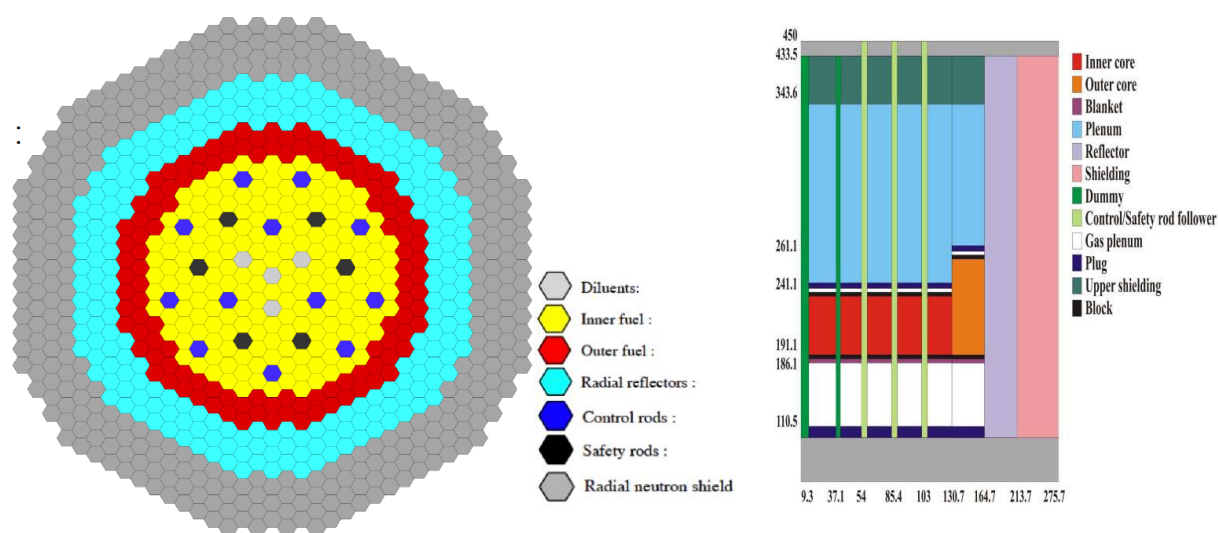 :
:
Diluents:
Inner fuel :
Outer fuel :
Radial reflectors :
Control rods :
Safety rods :
Radial neutron shield
450
433.5
343.6
261.1
241.1
191.1
186.1
110.5
9.3 37.1 54 85.4 103 130.7 164.7 213.7 275.7
Inner core
Outer core
Blanket
Plenum
Reflector
Shielding
Dummy
Control/Safety rod follower
Gas plenum
Plug
Upper shielding
Block